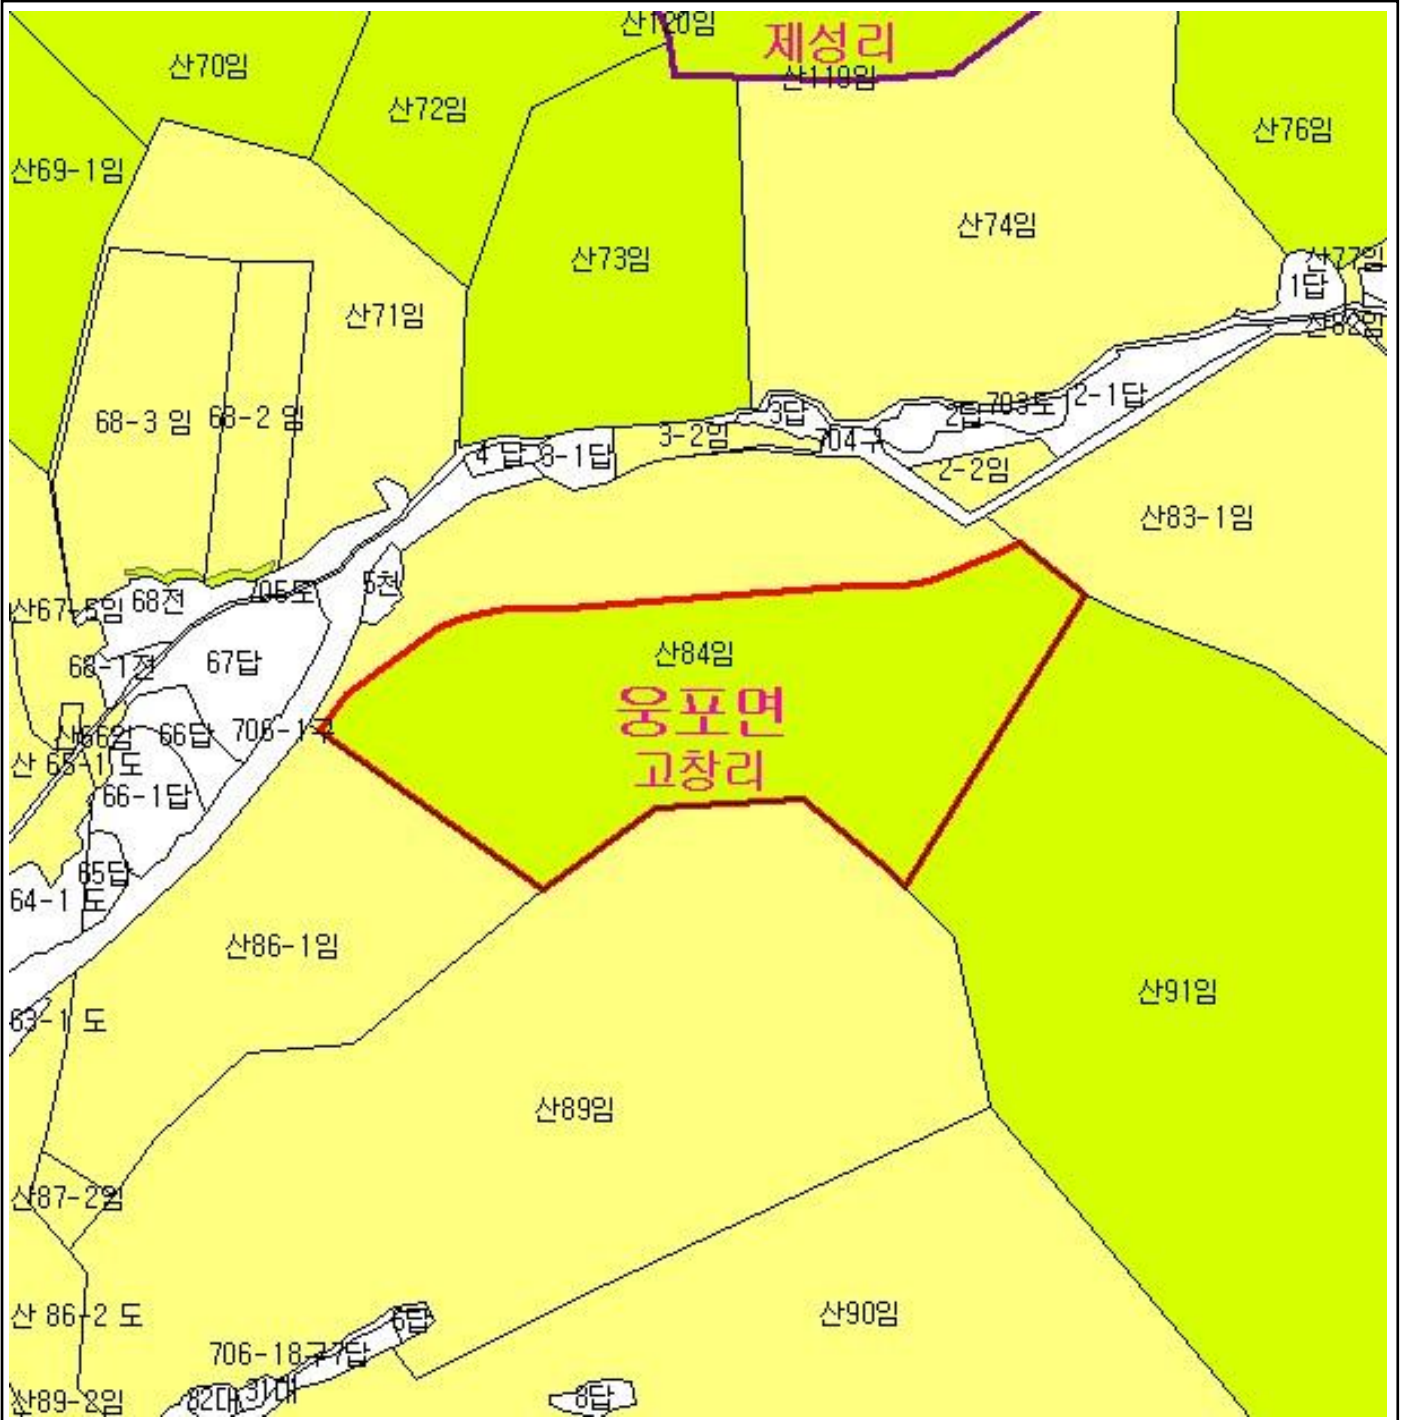 산120임
제성리
산70임
산110임
산72임
산76임
산69-1임
산74임
산77임
산73임
1답
산71임
산82임
2-1답
703도
3답
2답
68-3 임
68-2 임
3-2임
04구
4 답
3-1답
2-2임
산83-1임
5천
705도
68전
산67-5임
산84임
68-1전
67답
웅포면
706-1구
66답
산66임
산 65-1 도
고창리
66-1답
65답
64-1 도
산86-1임
산91임
63-1 도
산89임
산87-2임
산 86-2 도
6답
산90임
706-18구
7답
산89-2임
82대
31대
8답